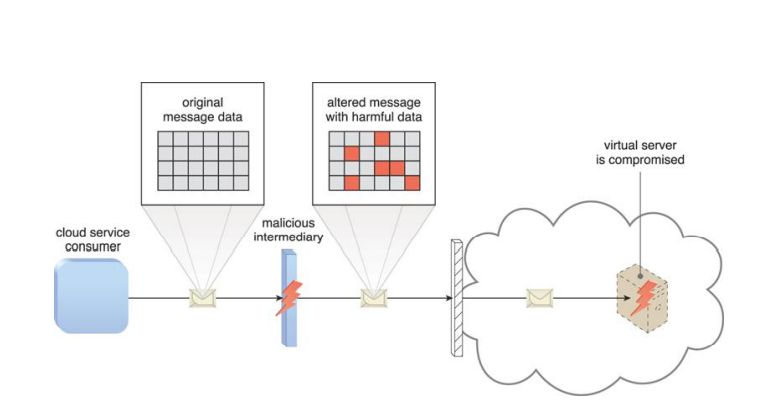 original
message data
altered message
with harmful data
virtual server
is compromised
cloud service
consumer
malicious
intermediary